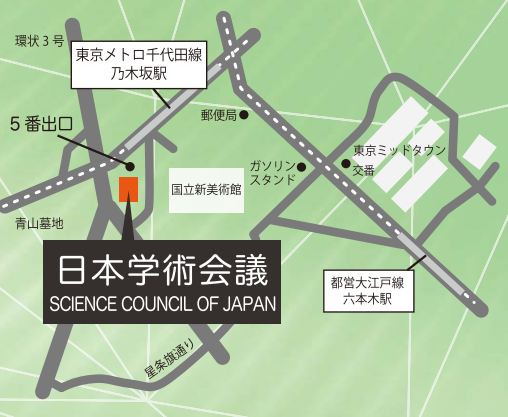 環状3号
東京メトロ千代田線
乃木坂駅
5番出口
郵便局
ガソリン
スタンド
東京ミッドタウン
交番
国立新美術館
青山墓地
日本学術会議
SCIENCE COUNCIL OF JAPAN
都営大江戸線
六本木駅
星条旗通り